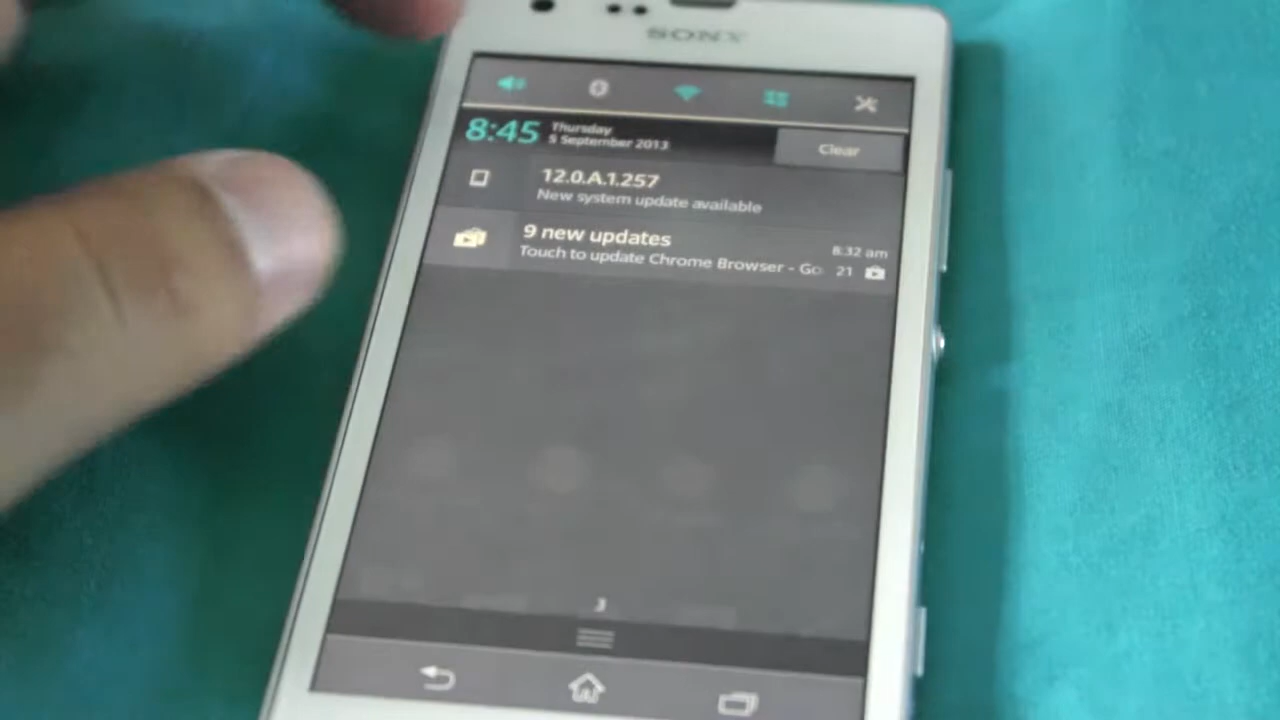 SONY
8:45
Thursday
5 September 2013
Clear
12.0.A.1.257
New system update available
9 new updates
8:32 am
Touch to update Chrome Browser - Go
21